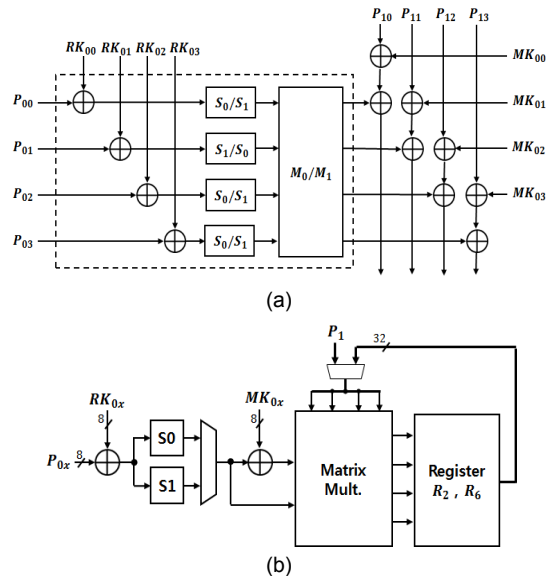 P10 P11 P12 P13
RK00 RK01 RK02 RK03
MK00
P00
S0/S1
MK01
P01
S1/S0
MK02
M0/M1
P02
S0/S1
MK03
P03
S0/S1
(a)
P1
32
RK0x
MK0x
8
8
S0
P0x
8
S1
Matrix
Mult.
Register
R2 , R6
(b)